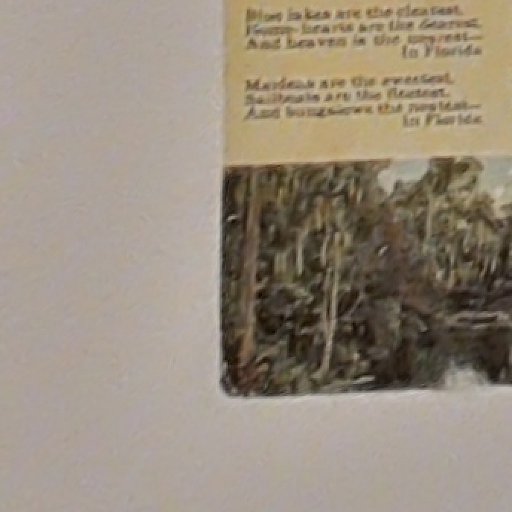 Blue lakes are the clearest,
Home-hearts are the dearest,
And heaven is the nearest—
In Florida
Maidens are the sweetest,
Sailboats are the fleetest,
And bungalows the neatest—
In Florida